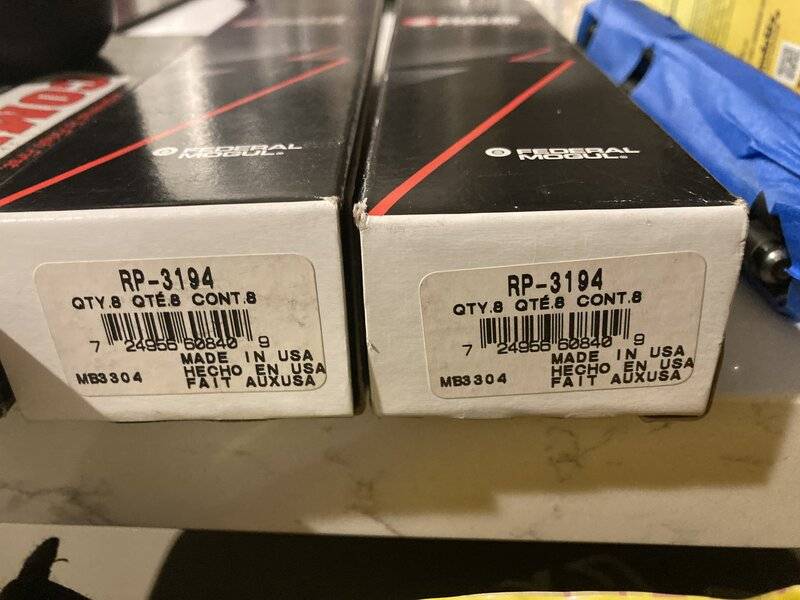 FEDERAL
MOGUL®
RP-3194
QTY.8 QTÉ.8 CONT.8
7 24956 60840 9
MADE IN USA
HECHO EN USA
MB3304 FAIT AUXUSA
FEDERAL
MOGUL®
RP-3194
QTY.8 QTÉ.8 CONT.8
7 24956 60840 9
MADE IN USA
HECHO EN USA
MB3304 FAIT AUXUSA